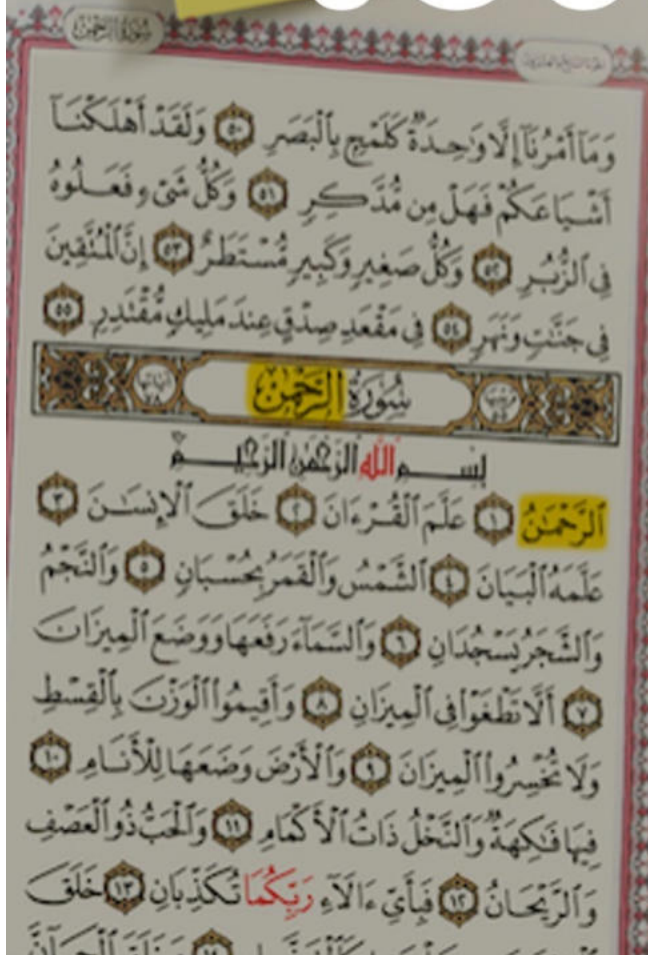 سُورَةُ الرَّحْمَٰن
وَمَآ أَمْرُنَآ إِلَّا وَٰحِدَةٌ كَلَمْحٍۭ بِٱلْبَصَرِ ٥٠ وَلَقَدْ أَهْلَكْنَآ
أَشْيَاعَكُمْ فَهَلْ مِن مُّدَّكِرٍ ٥١ وَكُلُّ شَىْءٍ فَعَلُوهُ
فِى ٱلزُّبُرِ ٥٢ وَكُلُّ صَغِيرٍ وَكَبِيرٍ مُّسْتَطَرٌ ٥٣ إِنَّ ٱلْمُتَّقِينَ
فِى جَنَّٰتٍ وَنَهَرٍ ٥٤ فِى مَقْعَدِ صِدْقٍ عِندَ مَلِيكٍ مُّقْتَدِرٍۭ ٥٥
سُورَةُ الرَّحْمَٰن
بِسْمِ ٱللَّهِ ٱلرَّحْمَٰنِ ٱلرَّحِيمِ
ٱلرَّحْمَٰنُ ١ عَلَّمَ ٱلْقُرْءَانَ ٢ خَلَقَ ٱلْإِنسَٰنَ ٣
عَلَّمَهُ ٱلْبَيَانَ ٤ ٱلشَّمْسُ وَٱلْقَمَرُ بِحُسْبَانٍ ٥ وَٱلنَّجْمُ
وَٱلشَّجَرُ يَسْجُدَانِ ٦ وَٱلسَّمَآءَ رَفَعَهَا وَوَضَعَ ٱلْمِيزَانَ
٧ أَلَّا تَطْغَوْا۟ فِى ٱلْمِيزَانِ ٨ وَأَقِيمُوا۟ ٱلْوَزْنَ بِٱلْقِسْطِ
وَلَا تُخْسِرُوا۟ ٱلْمِيزَانَ ٩ وَٱلْأَرْضَ وَضَعَهَا لِلْأَنَامِ ١٠
فِيهَا فَٰكِهَةٌ وَٱلنَّخْلُ ذَاتُ ٱلْأَكْمَامِ ١١ وَٱلْحَبُّ ذُو ٱلْعَصْفِ
وَٱلرَّيْحَانُ ١٢ فَبِأَىِّ ءَالَآءِ رَبِّكُمَا تُكَذِّبَانِ ١٣ خَلَقَ